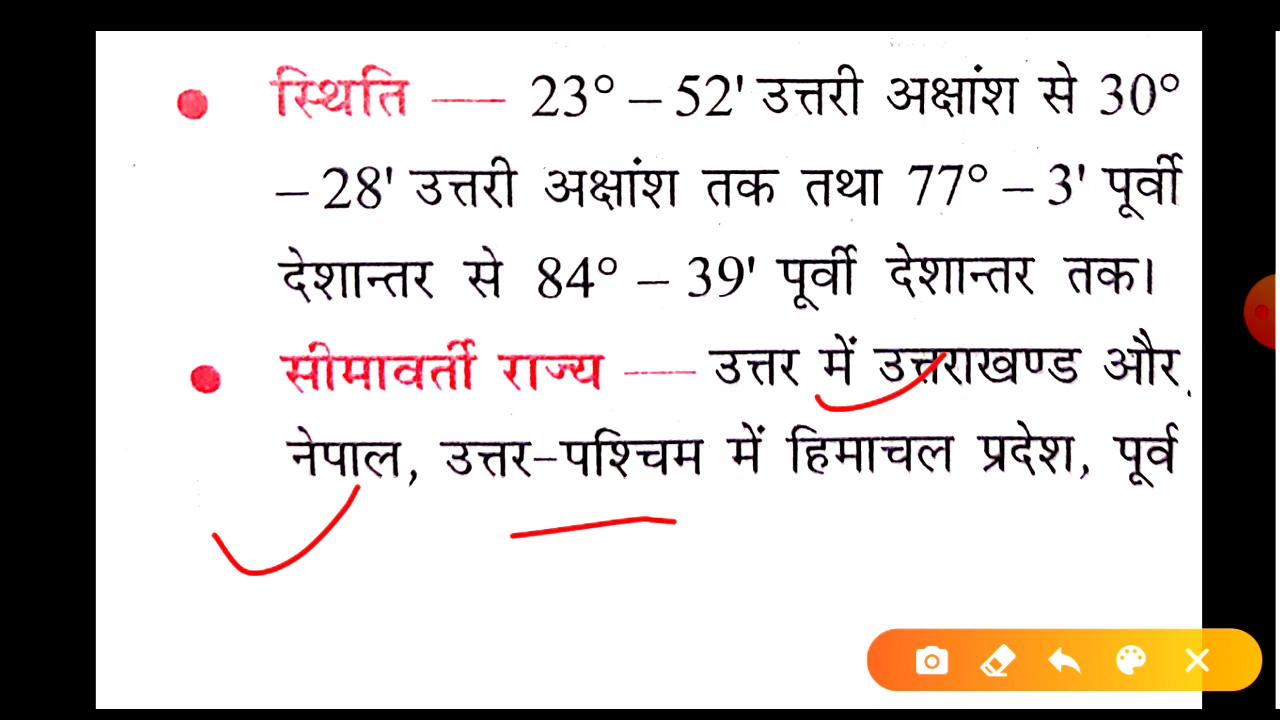 ● स्थिति — 23° – 52' उत्तरी अक्षांश से 30°
– 28' उत्तरी अक्षांश तक तथा 77° – 3' पूर्वी
देशान्तर से 84° – 39' पूर्वी देशान्तर तक।
● सीमावर्ती राज्य — उत्तर में उत्तराखण्ड और
नेपाल, उत्तर-पश्चिम में हिमाचल प्रदेश, पूर्व